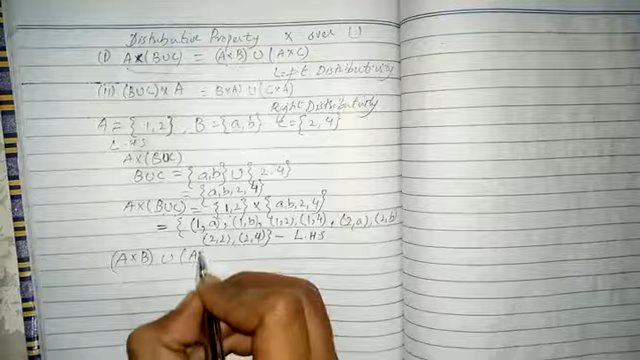 Distributive Property × over ∪
(i) A×(B∪C) = (A×B)∪(A×C)
Left Distributivity
(ii) (B∪C)×A = B×A)∪(C×A)
Right Distributivity
A = {1,2}, B = {a,b} C = {2,4}
L.HS
A×(B∪C)
B∪C = {a,b} ∪ {2,4}
= {a,b,2,4}
A×(B∪C) = {1,2} × {a,b,2,4}
= {(1,a), (1,b), (1,2), (1,4), (2,a), (2,b)
(2,2), (2,4)} – L.HS
(A×B) ∪ (A